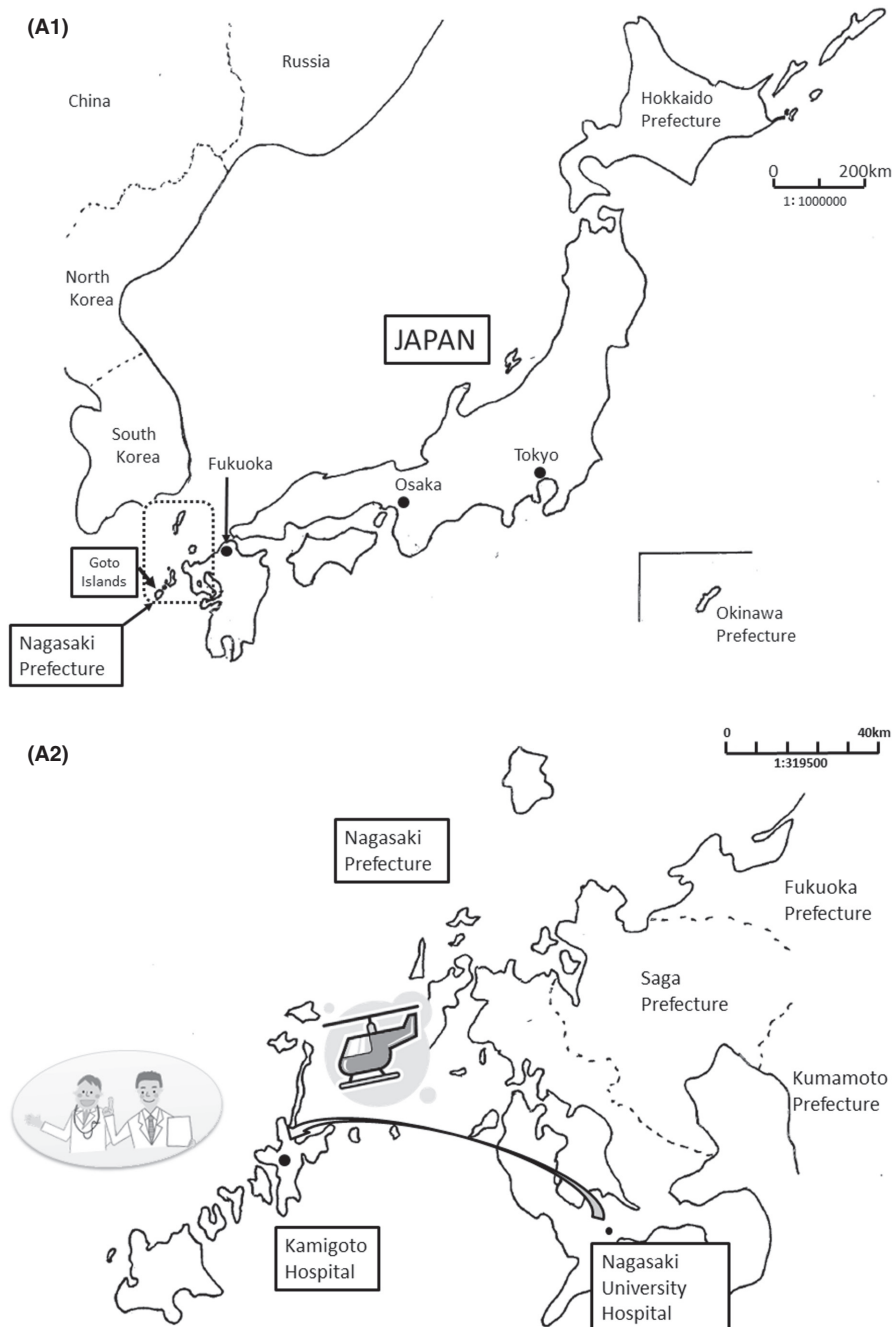 (A1)
Russia
China
Hokkaido
Prefecture
0 200km
1:1000000
North
Korea
JAPAN
South
Korea
Fukuoka
Tokyo
Osaka
Goto
Islands
Okinawa
Prefecture
Nagasaki
Prefecture
(A2)
0 40km
1:319500
Nagasaki
Prefecture
Fukuoka
Prefecture
Saga
Prefecture
Kumamoto
Prefecture
Kamigoto
Hospital
Nagasaki
University
Hospital